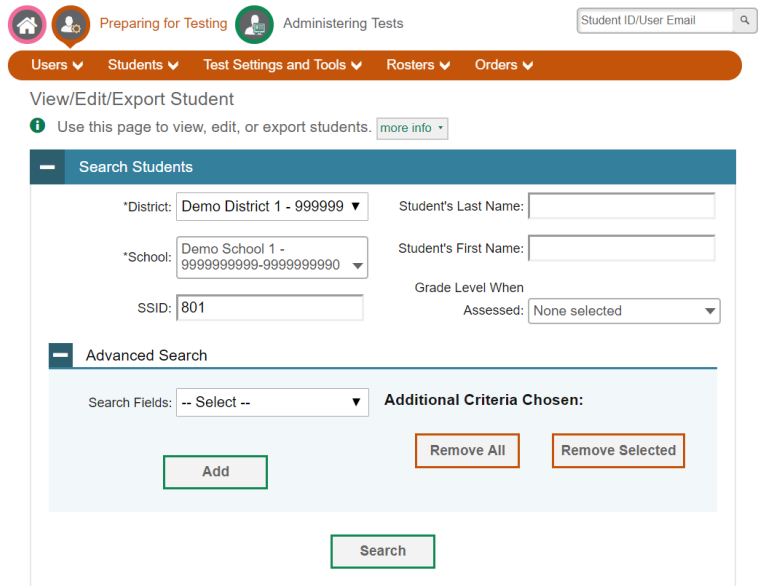 Preparing for Testing
Administering Tests
Student ID/User Email
Users
Students
Test Settings and Tools
Rosters
Orders
View/Edit/Export Student
i
Use this page to view, edit, or export students.
more info
Search Students
*District: Demo District 1 - 999999
Student's Last Name:
*School: Demo School 1 -
9999999999-9999999990
Student's First Name:
SSID: 801
Grade Level When
Assessed: None selected
Advanced Search
Search Fields: -- Select --
Additional Criteria Chosen:
Add
Remove All
Remove Selected
Search